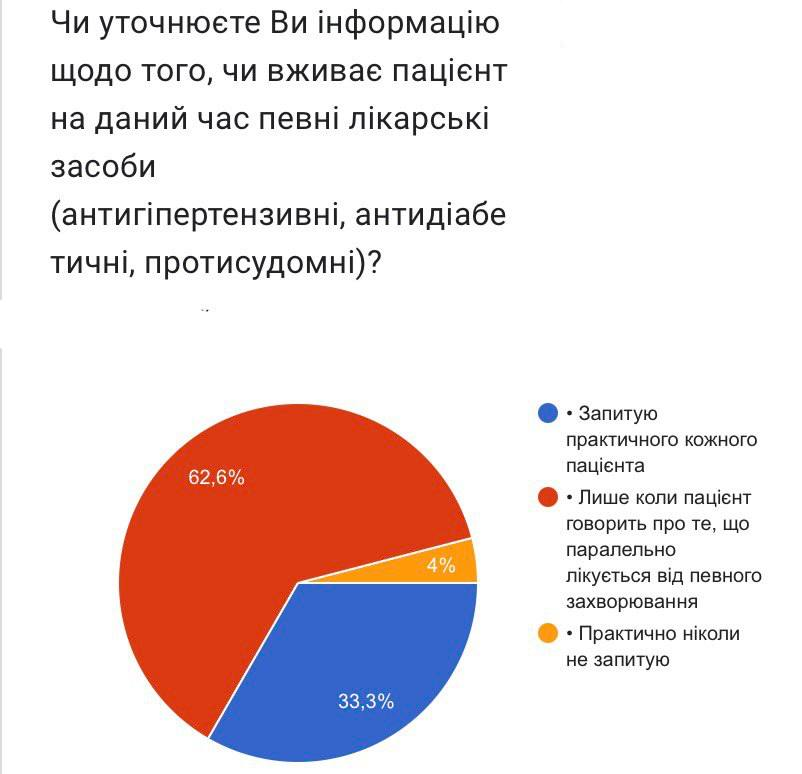 Чи уточнюєте Ви інформацію
щодо того, чи вживає пацієнт
на даний час певні лікарські
засоби
(антигіпертензивні, антидіабе
тичні, протисудомні)?
62,6%
4%
33,3%
• Запитую
практичного кожного
пацієнта
• Лише коли пацієнт
говорить про те, що
паралельно
лікується від певного
захворювання
• Практично ніколи
не запитую